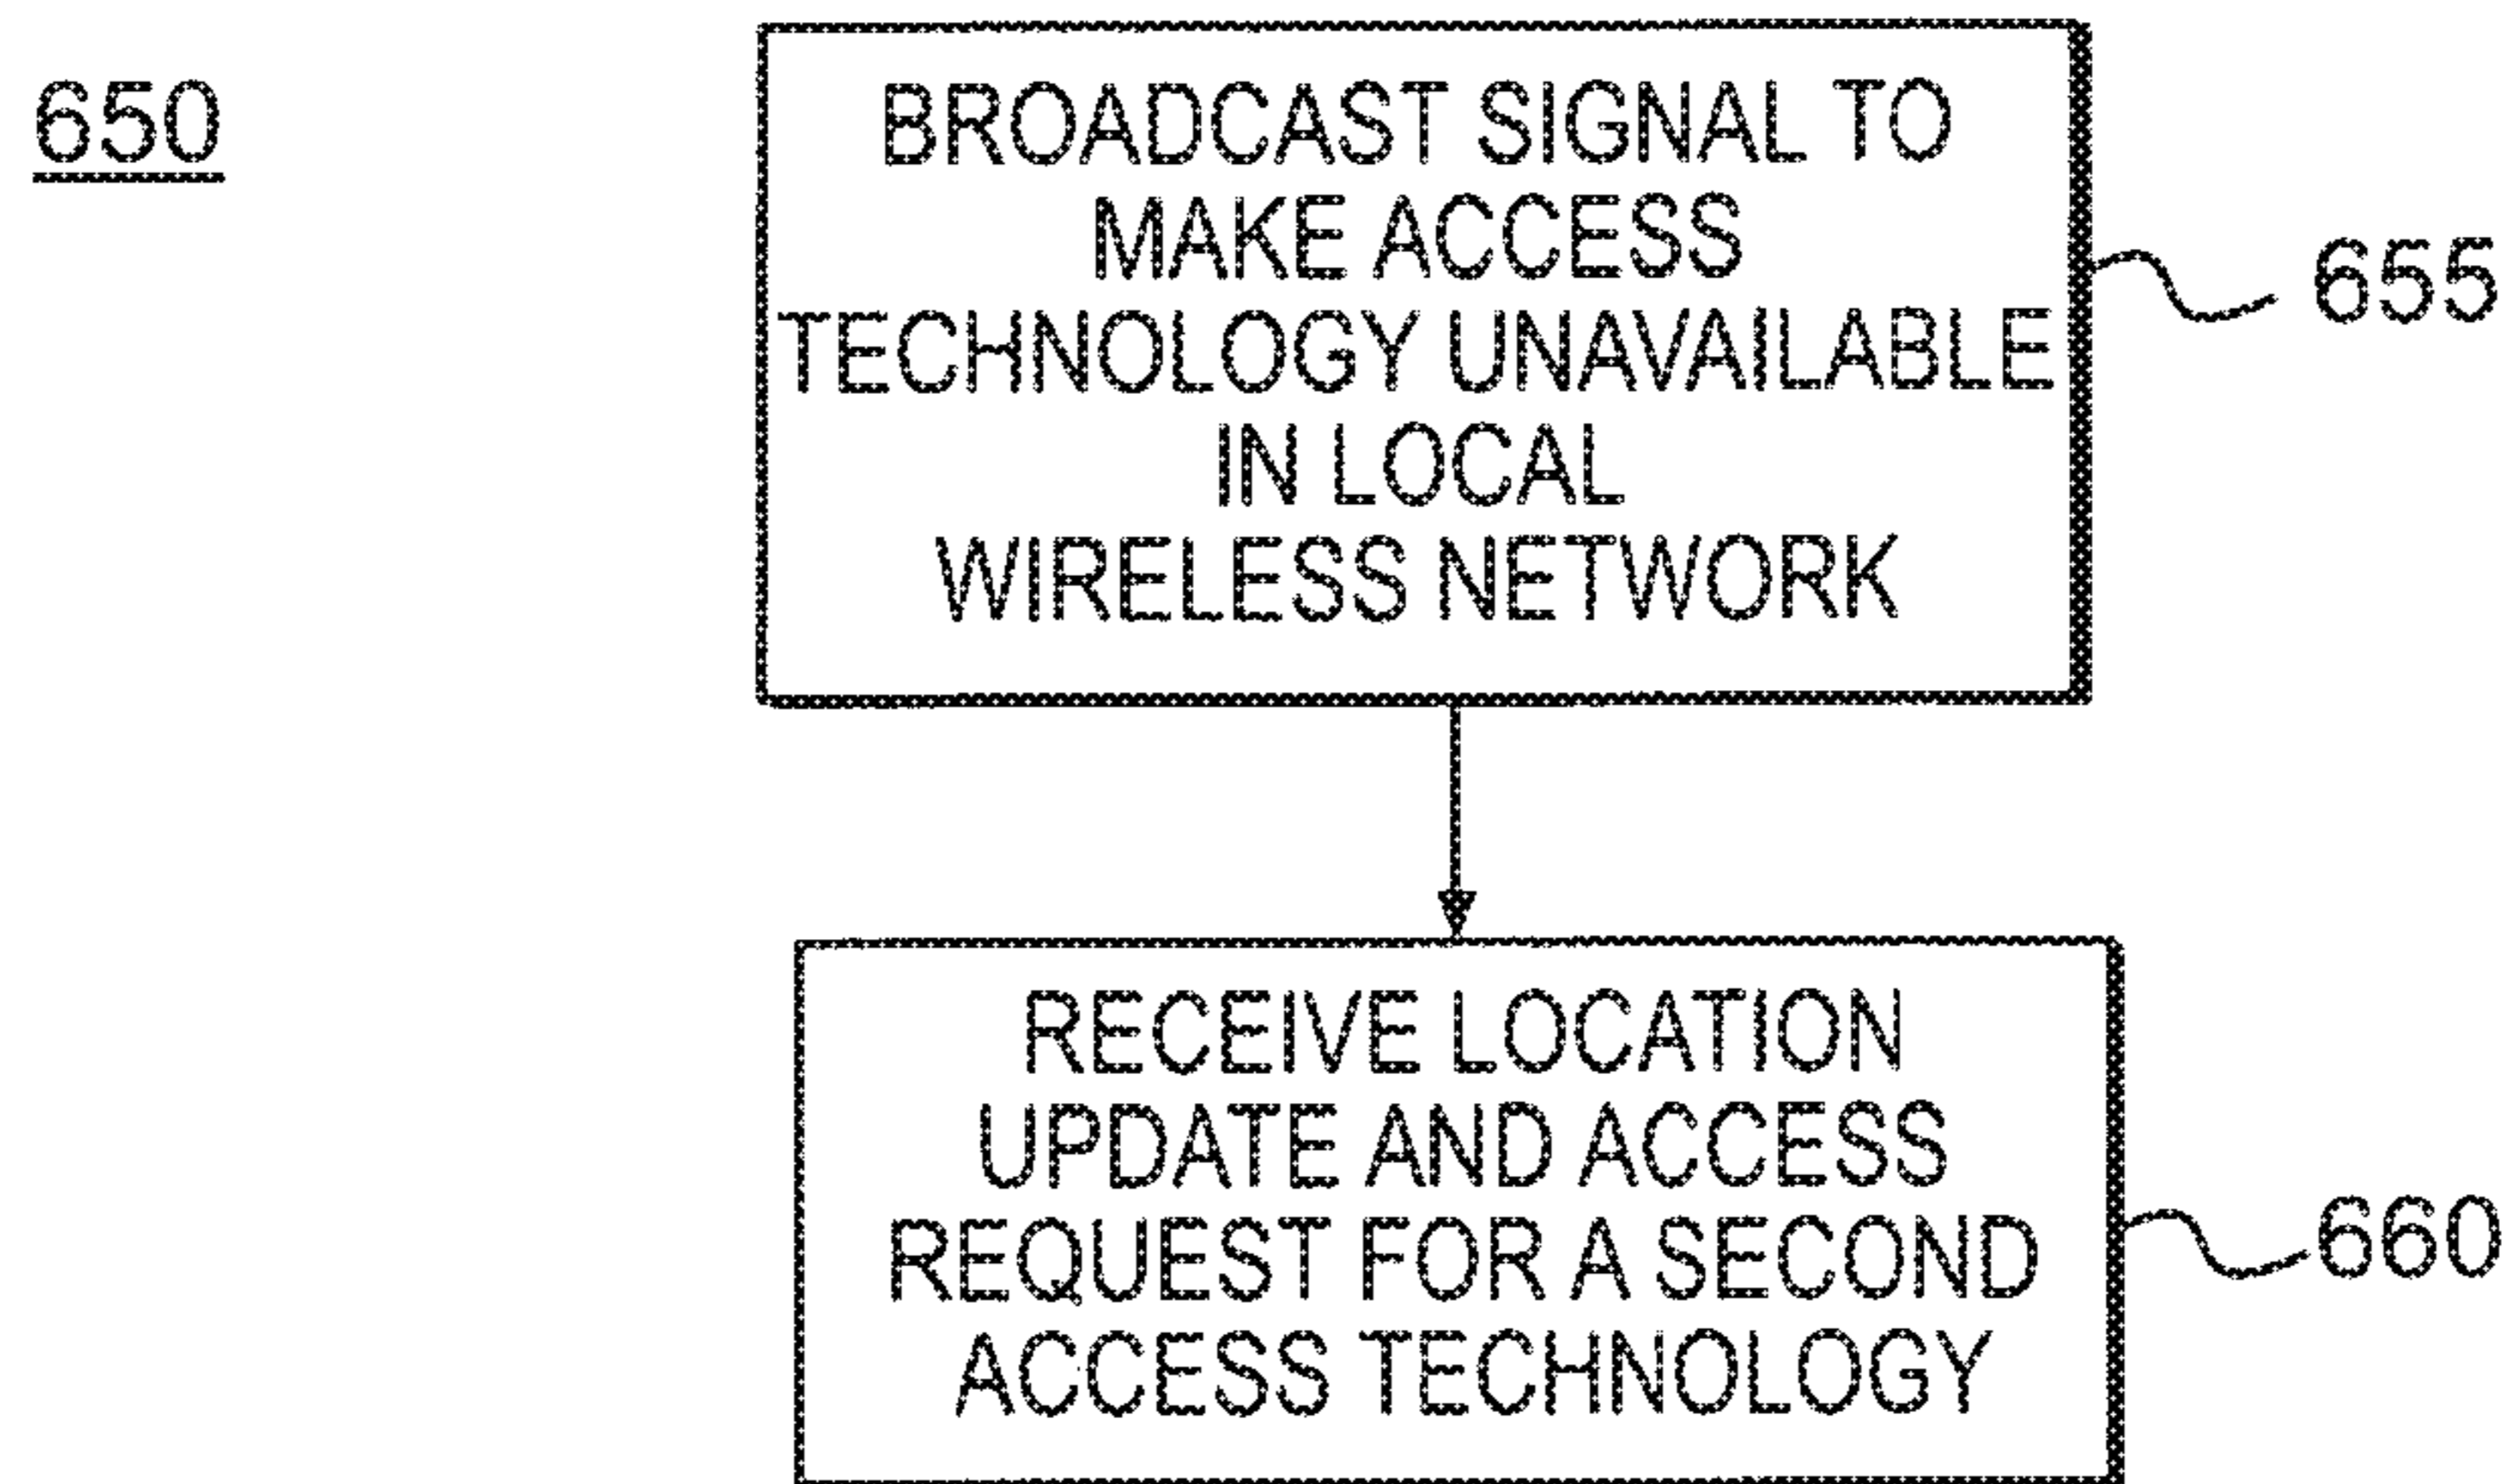 650
BROADCAST SIGNAL TO
MAKE ACCESS
TECHNOLOGY UNAVAILABLE
IN LOCAL
WIRELESS NETWORK
655
RECEIVE LOCATION
UPDATE AND ACCESS
REQUEST FOR A SECOND
ACCESS TECHNOLOGY
660